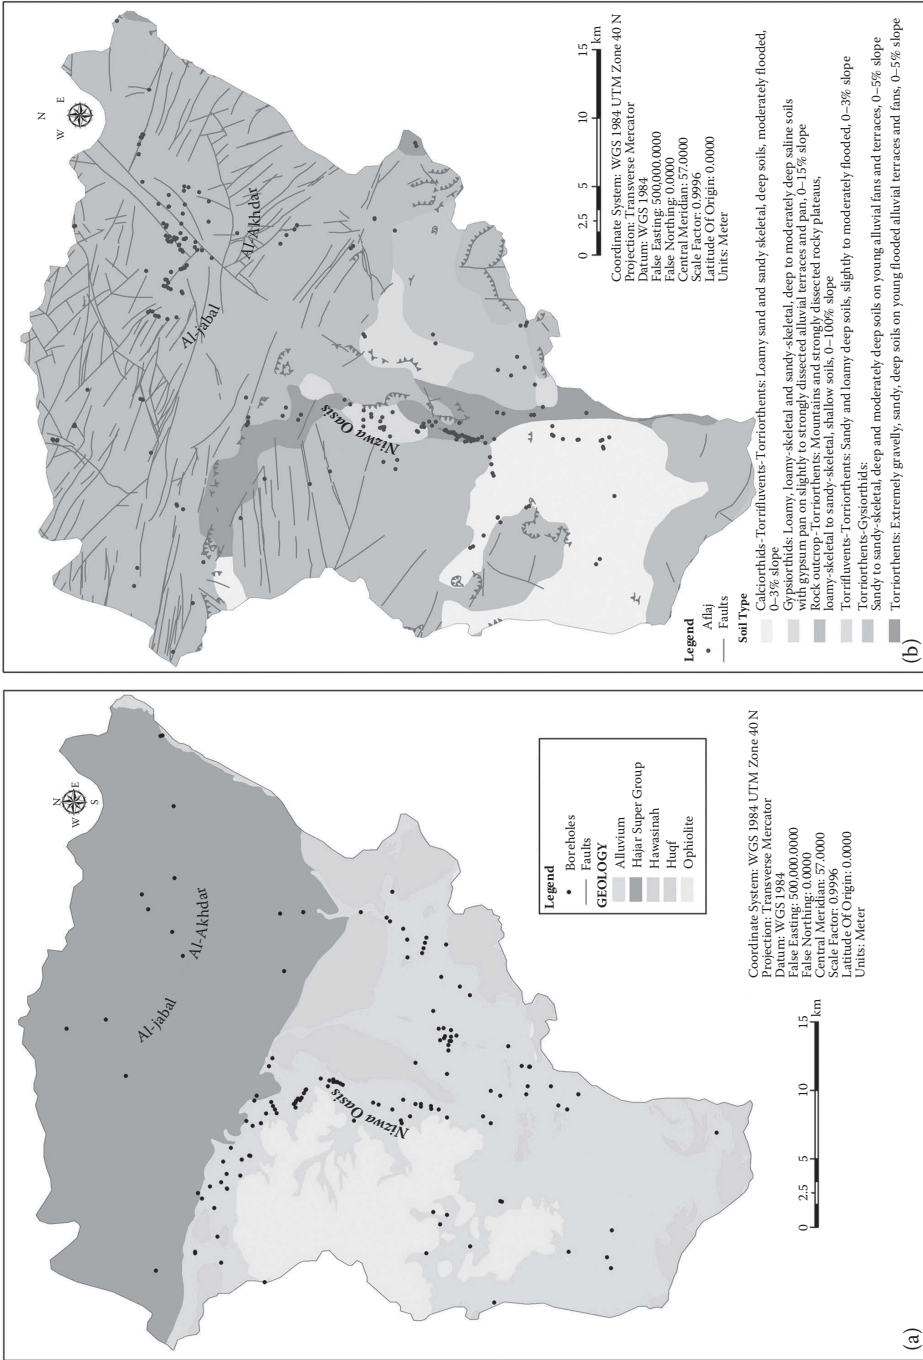 N
W
E
S
Al-jabal
Al-Akhdar
Nizwa Oasis
Legend
Boreholes
Faults
GEOLOGY
Alluvium
Hajar Super Group
Hawasinah
Huqf
Ophiolite
0 2.5 5 10 15
km
Coordinate System: WGS 1984 UTM Zone 40 N
Projection: Transverse Mercator
Datum: WGS 1984
False Easting: 500,000.0000
False Northing: 0.0000
Central Meridian: 57.0000
Scale Factor: 0.9996
Latitude Of Origin: 0.0000
Units: Meter
(a)
N
W
E
Al-jabal
Al-Akhdar
Nizwa Oasis
0 2.5 5 10 15
km
Coordinate System: WGS 1984 UTM Zone 40 N
Projection: Transverse Mercator
Datum: WGS 1984
False Easting: 500,000.0000
False Northing: 0.0000
Central Meridian: 57.0000
Scale Factor: 0.9996
Latitude Of Origin: 0.0000
Units: Meter
Legend
Aflaj
Faults
Soil Type
Calciorthids-Torrifluvents-Torriorthents: Loamy sand and sandy skeletal, deep soils, moderately flooded,
0–3% slope
Gypsiorthids: Loamy, loamy-skeletal and sandy-skeletal, deep to moderately deep saline soils
with gypsum pan on slightly to strongly dissected alluvial terraces and pan, 0–15% slope
Rock outcrop-Torriorthents: Mountains and strongly dissected rocky plateaus,
loamy-skeletal to sandy-skeletal, shallow soils, 0–100% slope
Torrifluvents-Torriorthents: Sandy and loamy deep soils, slightly to moderately flooded, 0–3% slope
Torriorthents-Gysiorthids:
Sandy to sandy-skeletal, deep and moderately deep soils on young alluvial fans and terraces, 0–5% slope
Torriorthents: Extremely gravelly, sandy, deep soils on young flooded alluvial terraces and fans, 0–5% slope
(b)